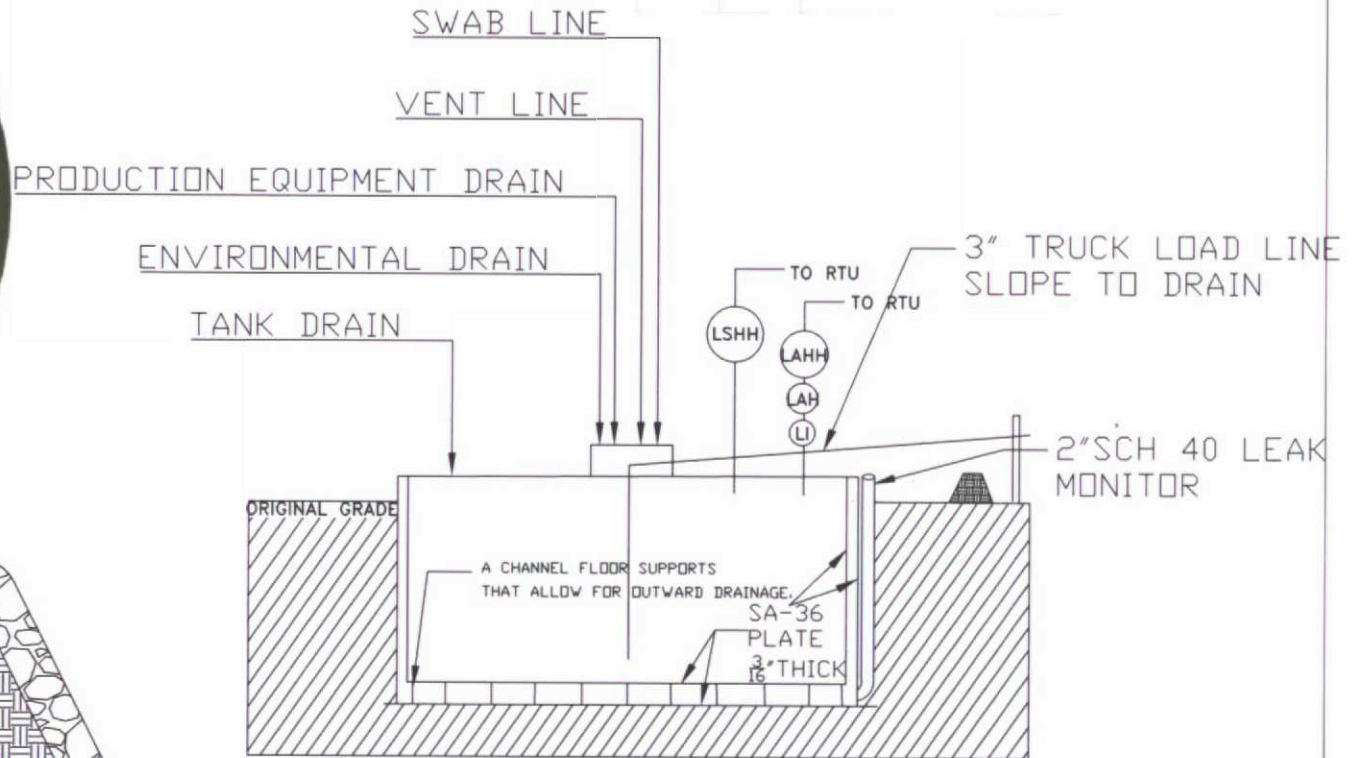 SWAB LINE
VENT LINE
PRODUCTION EQUIPMENT DRAIN
ENVIRONMENTAL DRAIN
TANK DRAIN
TO RTU
TO RTU
3" TRUCK LOAD LINE
SLOPE TO DRAIN
LSHH
LAHH
LAH
LI
2"SCH 40 LEAK
MONITOR
ORIGINAL GRADE
A CHANNEL FLOOR SUPPORTS
THAT ALLOW FOR OUTWARD DRAINAGE.
SA-36
PLATE
3/16"THICK